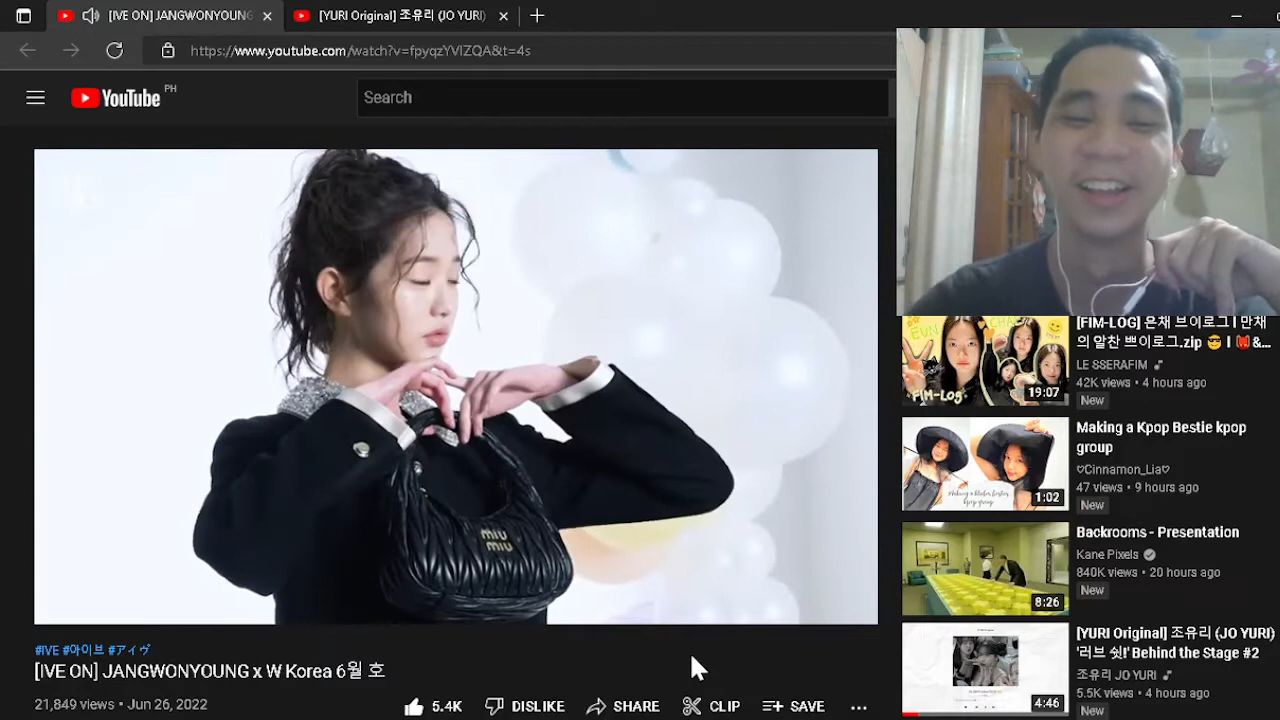 [IVE ON] JANGWONYOUNG
[YURI Original] 조유리 (JO YURI)
https://www.youtube.com/watch?v=fpyqzYVlZQA&t=4s
YouTube PH
Search
MIU
MIU
#IVE #아이브 #アイヴ
[IVE ON] JANGWONYOUNG x W Korea 6월 호
21,849 views • Jun 26, 2022
DISLIKE
SHARE
CLIP
SAVE
EUN
FIM-LOG
19:07
[FIM-LOG] 은채 브이로그 | 만채
의 알찬 쁘이로그.zip
LE SSERAFIM
42K views • 4 hours ago
New
1:02
Making a Kpop Bestie kpop
group
♡Cinnamon_Lia♡
47 views • 9 hours ago
New
8:26
Backrooms - Presentation
Kane Pixels
840K views • 20 hours ago
New
4:46
[YURI Original] 조유리 (JO YURI)
'러브 쉿!' Behind the Stage #2
조유리 JO YURI
5.5K views • 4 hours ago
New